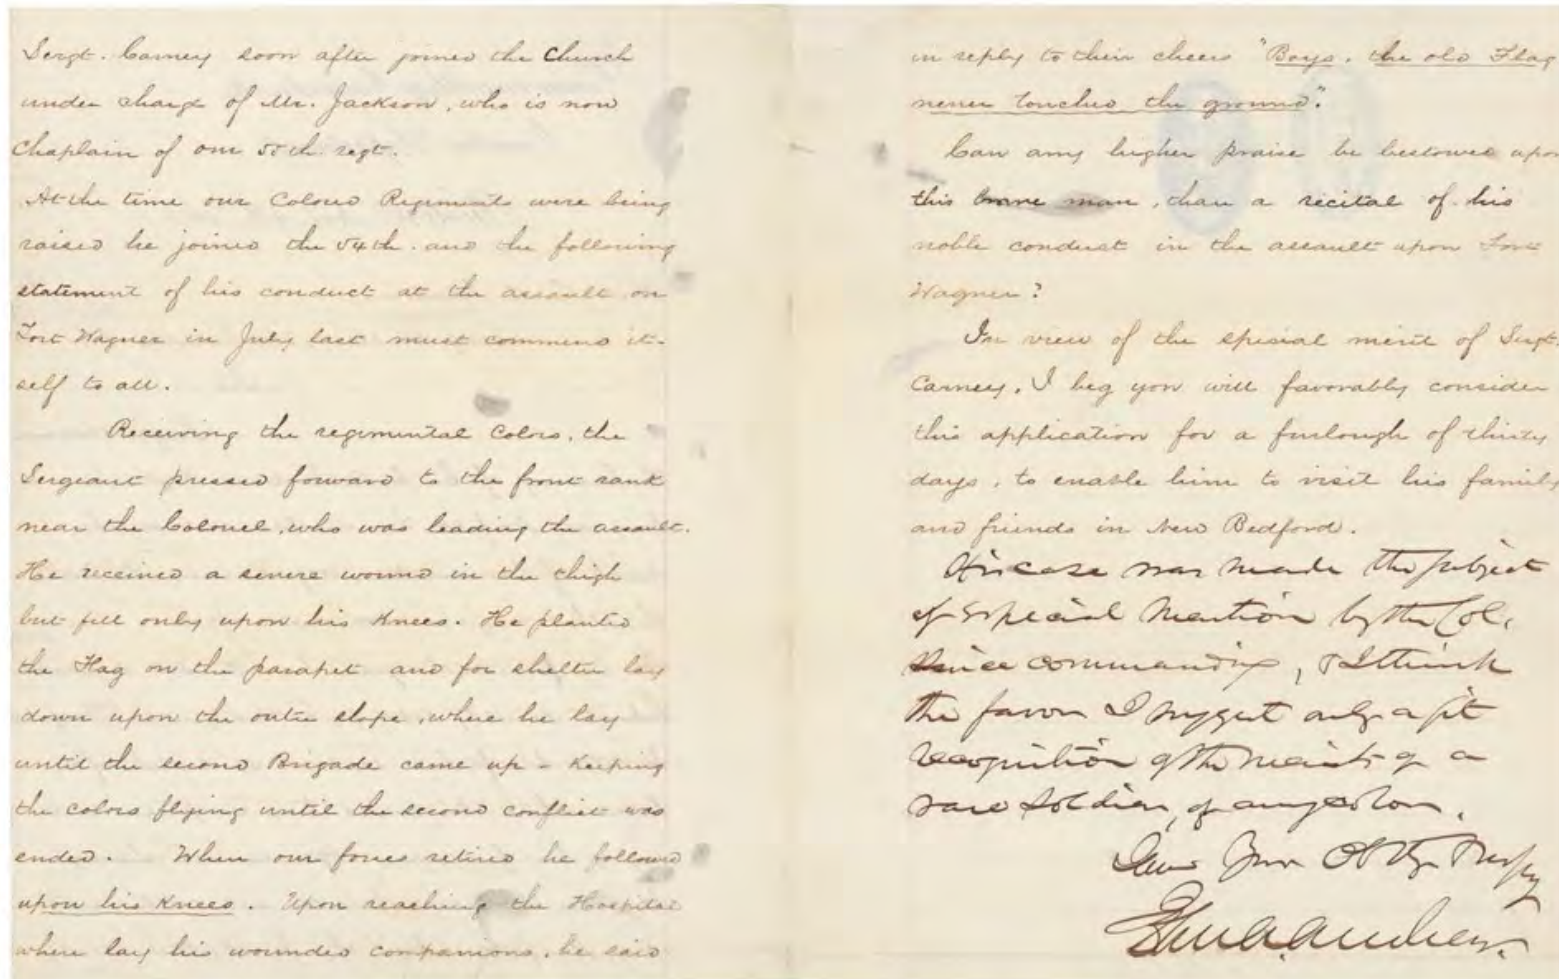 Sergt. Carney soon after joined the Church
under charge of Mr. Jackson, who is now
Chaplain of our 55th regt.
At the time our Colored Regiments were being
raised he joined the 54th. and the following
statement of his conduct at the assault on
Fort Wagner in July last must commend it-
self to all.
Receiving the regimental Colors, the
Sergeant pressed forward to the front rank
near the Colonel, who was leading the assault.
He received a severe wound in the thigh
but fell only upon his Knees. He planted
the Flag on the parapet and for shelter lay
down upon the outer slope, where he lay
until the second Brigade came up - Keeping
the colors flying until the second conflict was
ended. When our forces retired he followed
upon his Knees. Upon reaching the Hospital
where lay his wounded companions, he said
in reply to their cheers "Boys, the old Flag
never touched the ground".
Can any higher praise be bestowed upon
this brave man, than a recital of his
noble conduct in the assault upon Fort
Wagner?
In view of the special merit of Sergt.
Carney, I beg you will favorably consider
this application for a furlough of thirty
days, to enable him to visit his family
and friends in New Bedford.
His case was made the subject
of special mention by the Col.
since commanding, & I think
the favor I suggest only a fit
recognition of the merits of a
rare soldier, of any color.
Your
John A. Andrew.